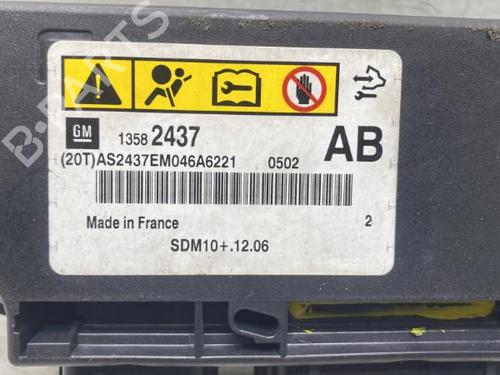 B-PARTS
GM
1358 2437
AB
(20T)AS2437EM046A6221 0502
Made in France 2
SDM10+.12.06